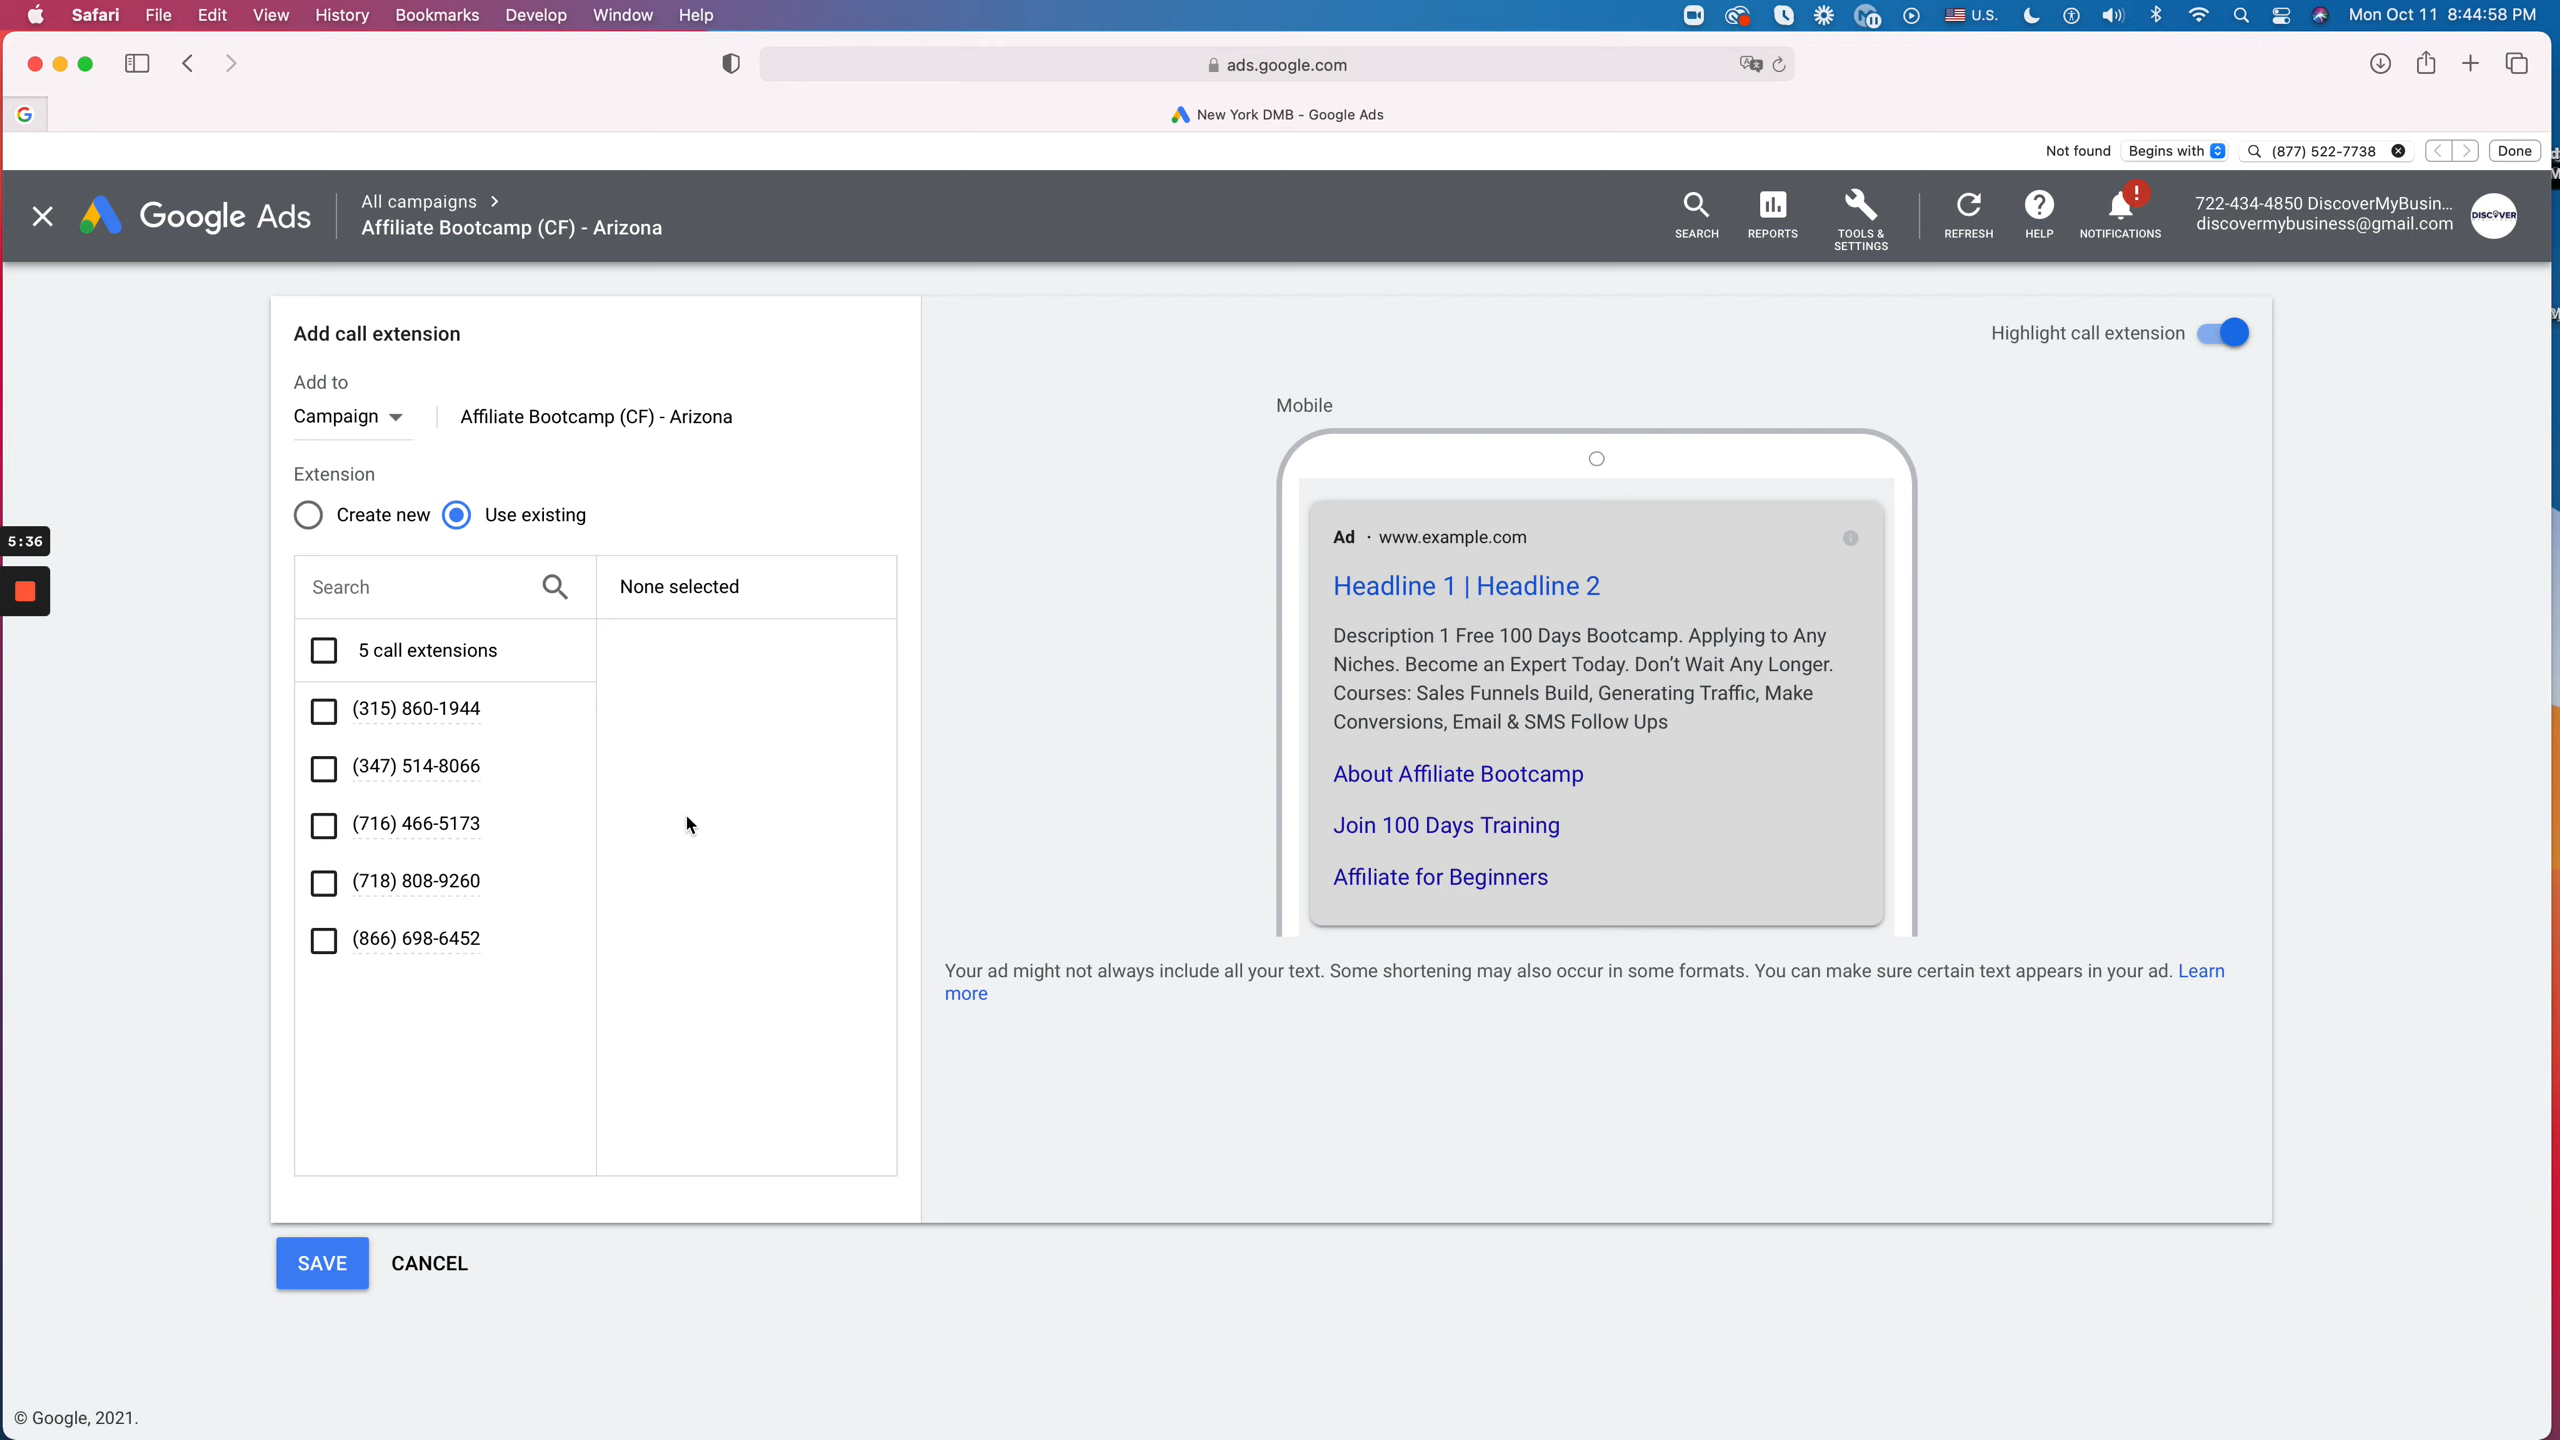 Safari File Edit View History Bookmarks Develop Window Help U.S. Mon Oct 11 8:44:58 PM
ads.google.com
New York DMB - Google Ads
Not found Begins with (877) 522-7738 Done
Google Ads
All campaigns >
Affiliate Bootcamp (CF) - Arizona
SEARCH
REPORTS
TOOLS &
SETTINGS
REFRESH
HELP
NOTIFICATIONS
722-434-4850 DiscoverMyBusin...
discovermybusiness@gmail.com
DISCOVER
Add call extension
Highlight call extension
Add to
Campaign Affiliate Bootcamp (CF) - Arizona
Extension
Create new Use existing
5:36
Search None selected
5 call extensions
(315) 860-1944
(347) 514-8066
(716) 466-5173
(718) 808-9260
(866) 698-6452
Mobile
Ad · www.example.com
Headline 1 | Headline 2
Description 1 Free 100 Days Bootcamp. Applying to Any
Niches. Become an Expert Today. Don't Wait Any Longer.
Courses: Sales Funnels Build, Generating Traffic, Make
Conversions, Email & SMS Follow Ups
About Affiliate Bootcamp
Join 100 Days Training
Affiliate for Beginners
Your ad might not always include all your text. Some shortening may also occur in some formats. You can make sure certain text appears in your ad. Learn
more
SAVE CANCEL
© Google, 2021.